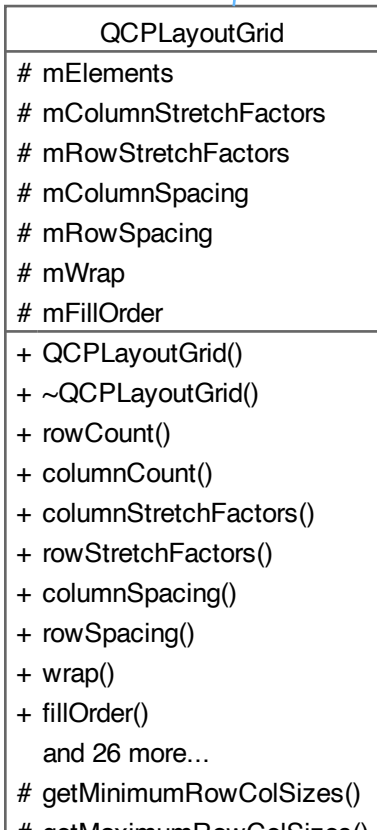 QCPLayoutGrid
# mElements
# mColumnStretchFactors
# mRowStretchFactors
# mColumnSpacing
# mRowSpacing
# mWrap
# mFillOrder
+ QCPLayoutGrid()
+ ~QCPLayoutGrid()
+ rowCount()
+ columnCount()
+ columnStretchFactors()
+ rowStretchFactors()
+ columnSpacing()
+ rowSpacing()
+ wrap()
+ fillOrder()
and 26 more...
# getMinimumRowColSizes()
# getMaximumRowColSizes()